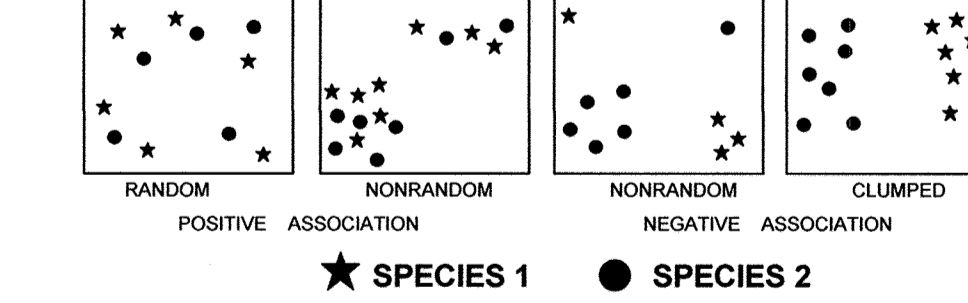 RANDOM NONRANDOM NONRANDOM CLUMPED
POSITIVE ASSOCIATION NEGATIVE ASSOCIATION
SPECIES 1 SPECIES 2